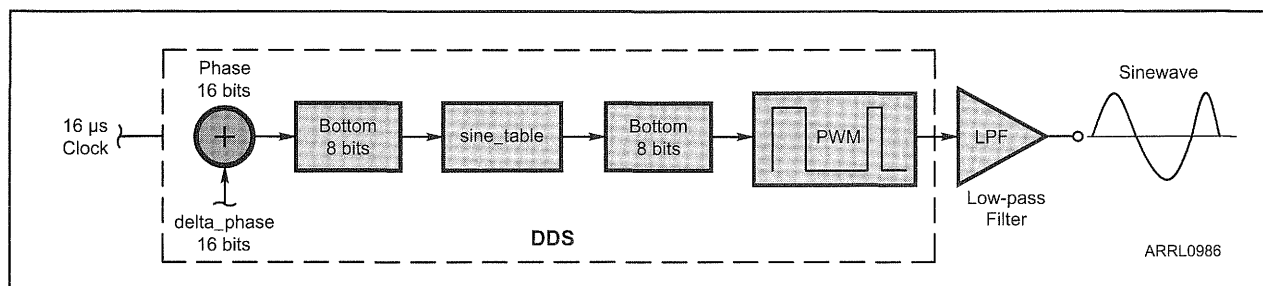 Phase
16 bits
16 µs
Clock
+
Bottom
8 bits
sine_table
Bottom
8 bits
PWM
LPF
Sinewave
delta_phase
16 bits
DDS
Low-pass
Filter
ARRL0986